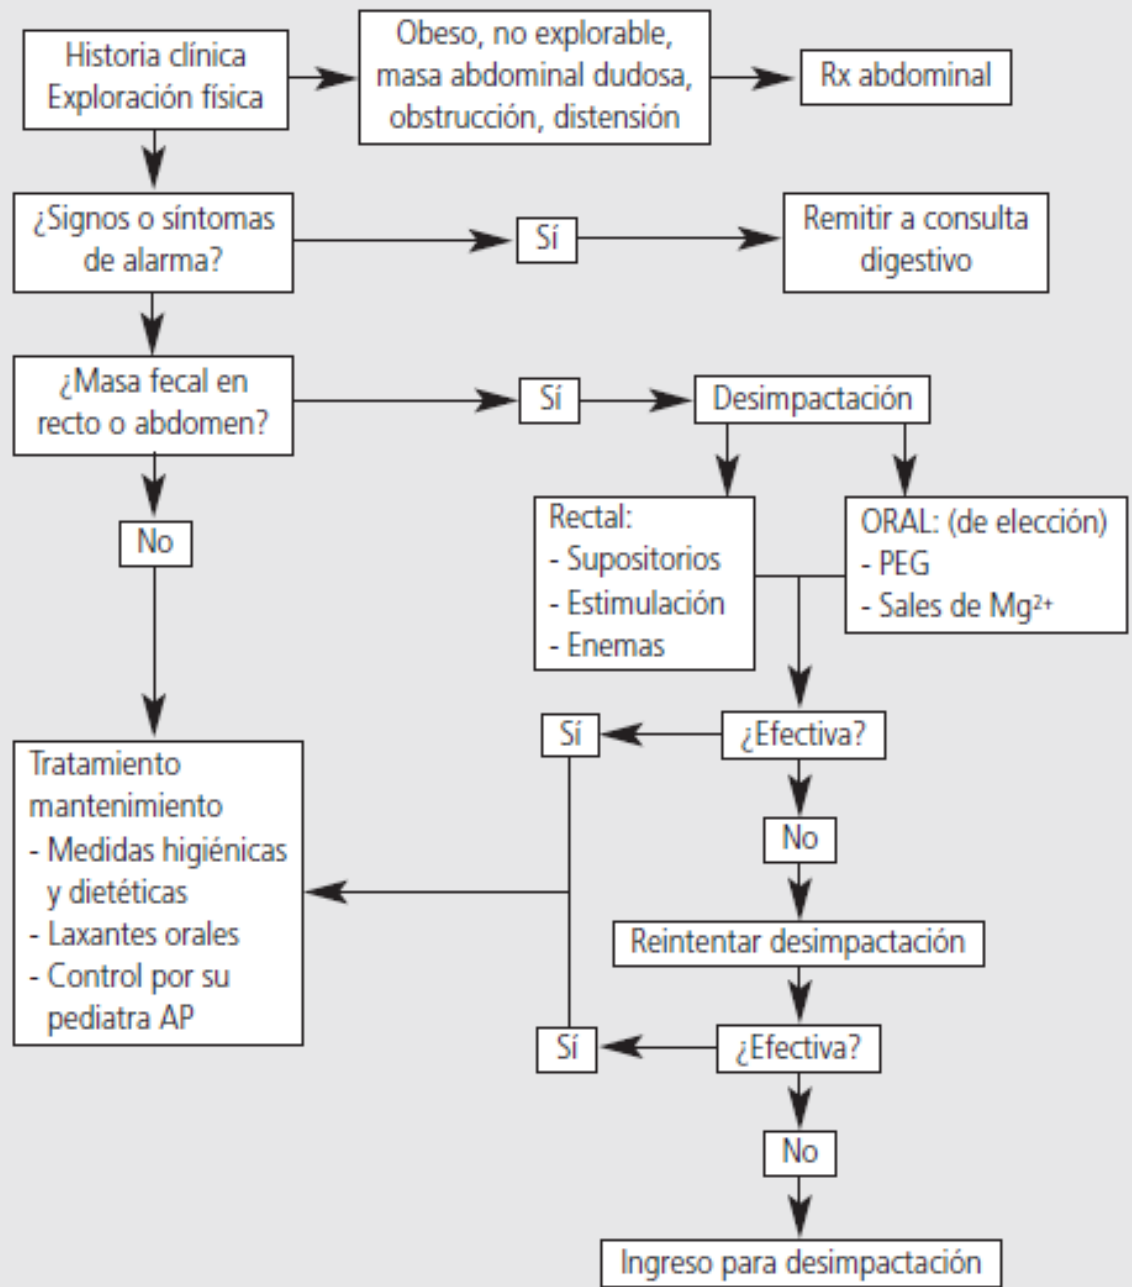 Historia clínica
Exploración física
Obeso, no explorable,
masa abdominal dudosa,
obstrucción, distensión
Rx abdominal
¿Signos o síntomas
de alarma?
Sí
Remitir a consulta
digestivo
¿Masa fecal en
recto o abdomen?
Sí
Desimpactación
No
Rectal:
- Supositorios
- Estimulación
- Enemas
ORAL: (de elección)
- PEG
- Sales de Mg²⁺
Sí
¿Efectiva?
Tratamiento
mantenimiento
- Medidas higiénicas
y dietéticas
- Laxantes orales
- Control por su
pediatra AP
No
Reintentar desimpactación
Sí
¿Efectiva?
No
Ingreso para desimpactación